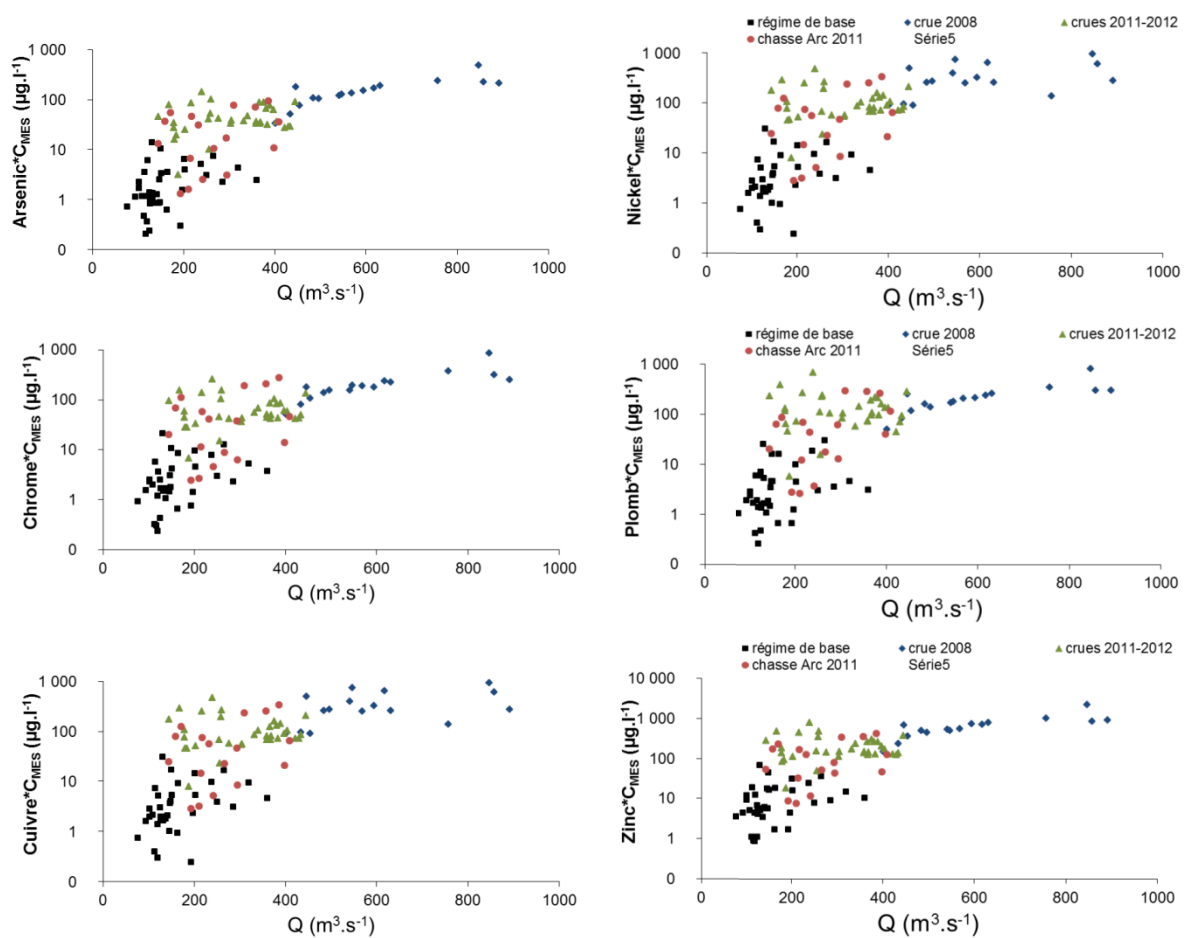 régime de base
crue 2008
crues 2011-2012
chasse Arc 2011
Série5
Arsenic*C_MES (µg.l⁻¹)
1 000
100
10
1
0
0 200 400 600 800 1000
Q (m³.s⁻¹)
Nickel*C_MES (µg.l⁻¹)
1 000
100
10
1
0
0 200 400 600 800 1000
Q (m³.s⁻¹)
Chrome*C_MES (µg.l⁻¹)
1 000
100
10
1
0
0 200 400 600 800 1000
Q (m³.s⁻¹)
régime de base
crue 2008
crues 2011-2012
chasse Arc 2011
Série5
Plomb*C_MES (µg.l⁻¹)
1 000
100
10
1
0
0 200 400 600 800 1000
Q (m³.s⁻¹)
Cuivre*C_MES (µg.l⁻¹)
1 000
100
10
1
0
0 200 400 600 800 1000
Q (m³.s⁻¹)
régime de base
crue 2008
crues 2011-2012
chasse Arc 2011
Série5
Zinc*C_MES (µg.l⁻¹)
10 000
1 000
100
10
1
0
0 200 400 600 800 1000
Q (m³.s⁻¹)